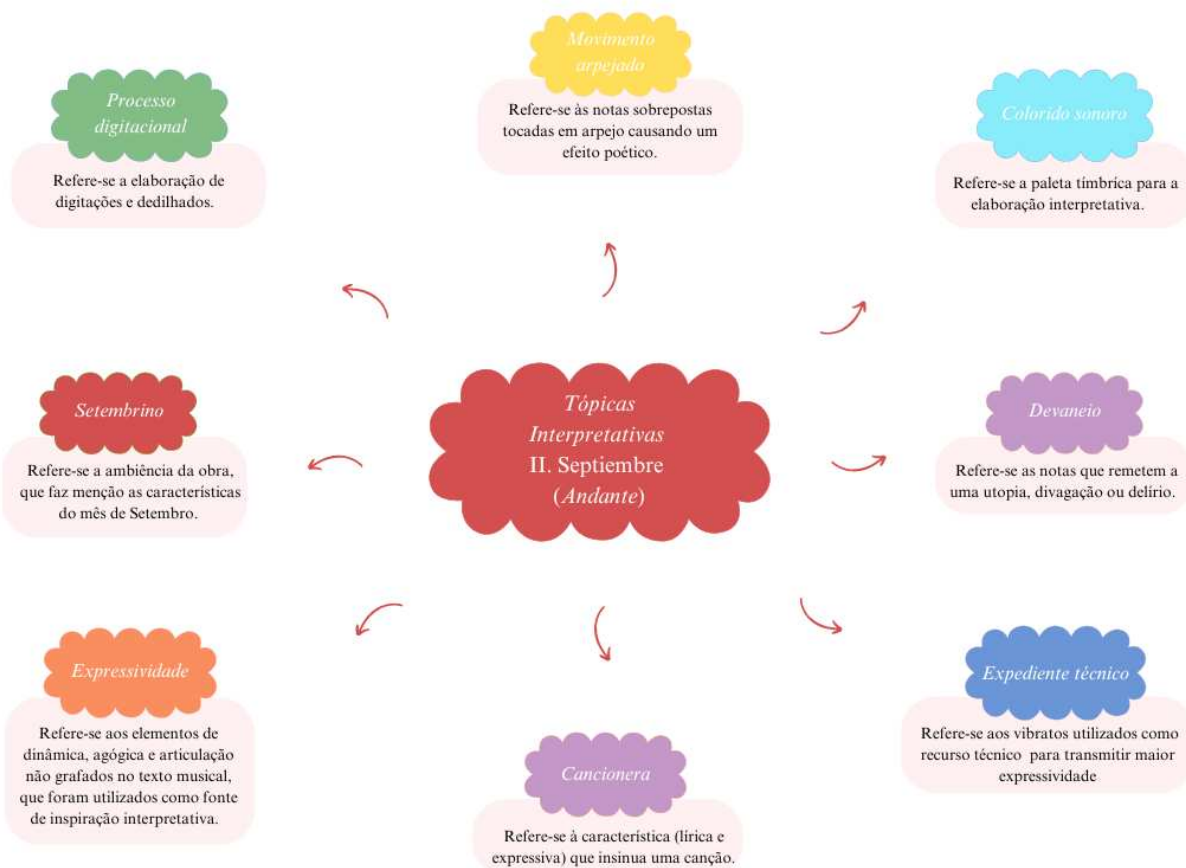 Movimento
arpejado
Refere-se às notas sobrepostas
tocadas em arpejo causando um
efeito poético.
Processo
digitacional
Refere-se a elaboração de
digitações e dedilhados.
Colorido sonoro
Refere-se a paleta tímbrica para a
elaboração interpretativa.
Tópicas
Interpretativas
II. Septiembre
(Andante)
Setembrino
Refere-se a ambiência da obra,
que faz menção as características
do mês de Setembro.
Devaneio
Refere-se as notas que remetem a
uma utopia, divagação ou delírio.
Expressividade
Refere-se aos elementos de
dinâmica, agógica e articulação
não grafados no texto musical,
que foram utilizados como fonte
de inspiração interpretativa.
Cancionera
Refere-se à característica (lírica e
expressiva) que insinua uma canção.
Expediente técnico
Refere-se aos vibratos utilizados como
recurso técnico para transmitir maior
expressividade